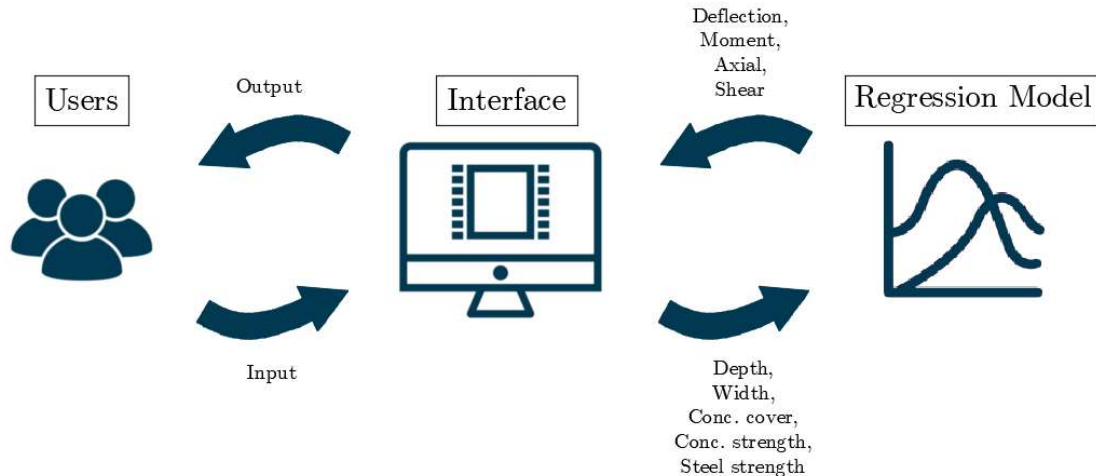 Users
Output
Interface
Deflection,
Moment,
Axial,
Shear
Regression Model
Input
Depth,
Width,
Conc. cover,
Conc. strength,
Steel strength